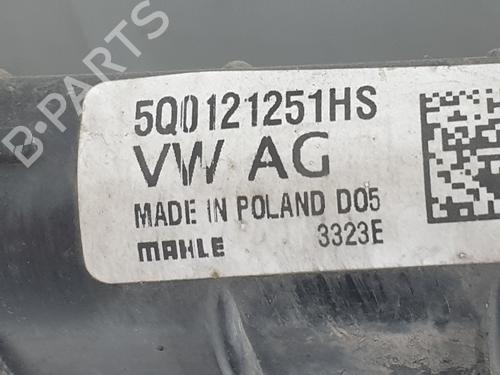 5Q0121251HS
VW AG
MADE IN POLAND D05
MAHLE 3323E
B-PARTS